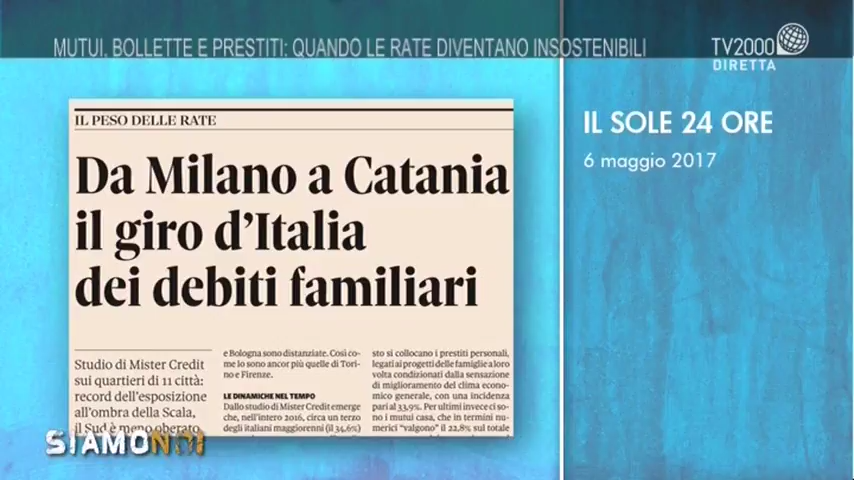 MUTUI, BOLLETTE E PRESTITI: QUANDO LE RATE DIVENTANO INSOSTENIBILI
TV2000
DIRETTA
IL PESO DELLE RATE
Da Milano a Catania
il giro d'Italia
dei debiti familiari
Studio di Mister Credit
sui quartieri di 11 città:
record dell'esposizione
all'ombra della Scala,
il Sud è meno oberato
e Bologna sono distanziate. Così co-
me lo sono ancor più quelle di Tori-
no e Firenze.
LE DINAMICHE NEL TEMPO
Dallo studio di Mister Credit emerge
che, nell'intero 2016, circa un terzo
degli italiani maggiorenni (il 34,6%)
sto si collocano i prestiti personali,
legati ai progetti delle famiglie a loro
volta condizionati dalla sensazione
di miglioramento del clima econo-
mico generale, con una incidenza
pari al 33,9%. Per ultimi invece ci so-
no i mutui casa, che in termini nu-
merici "valgono" il 22,8% sul totale
IL SOLE 24 ORE
6 maggio 2017
SIAMONOI